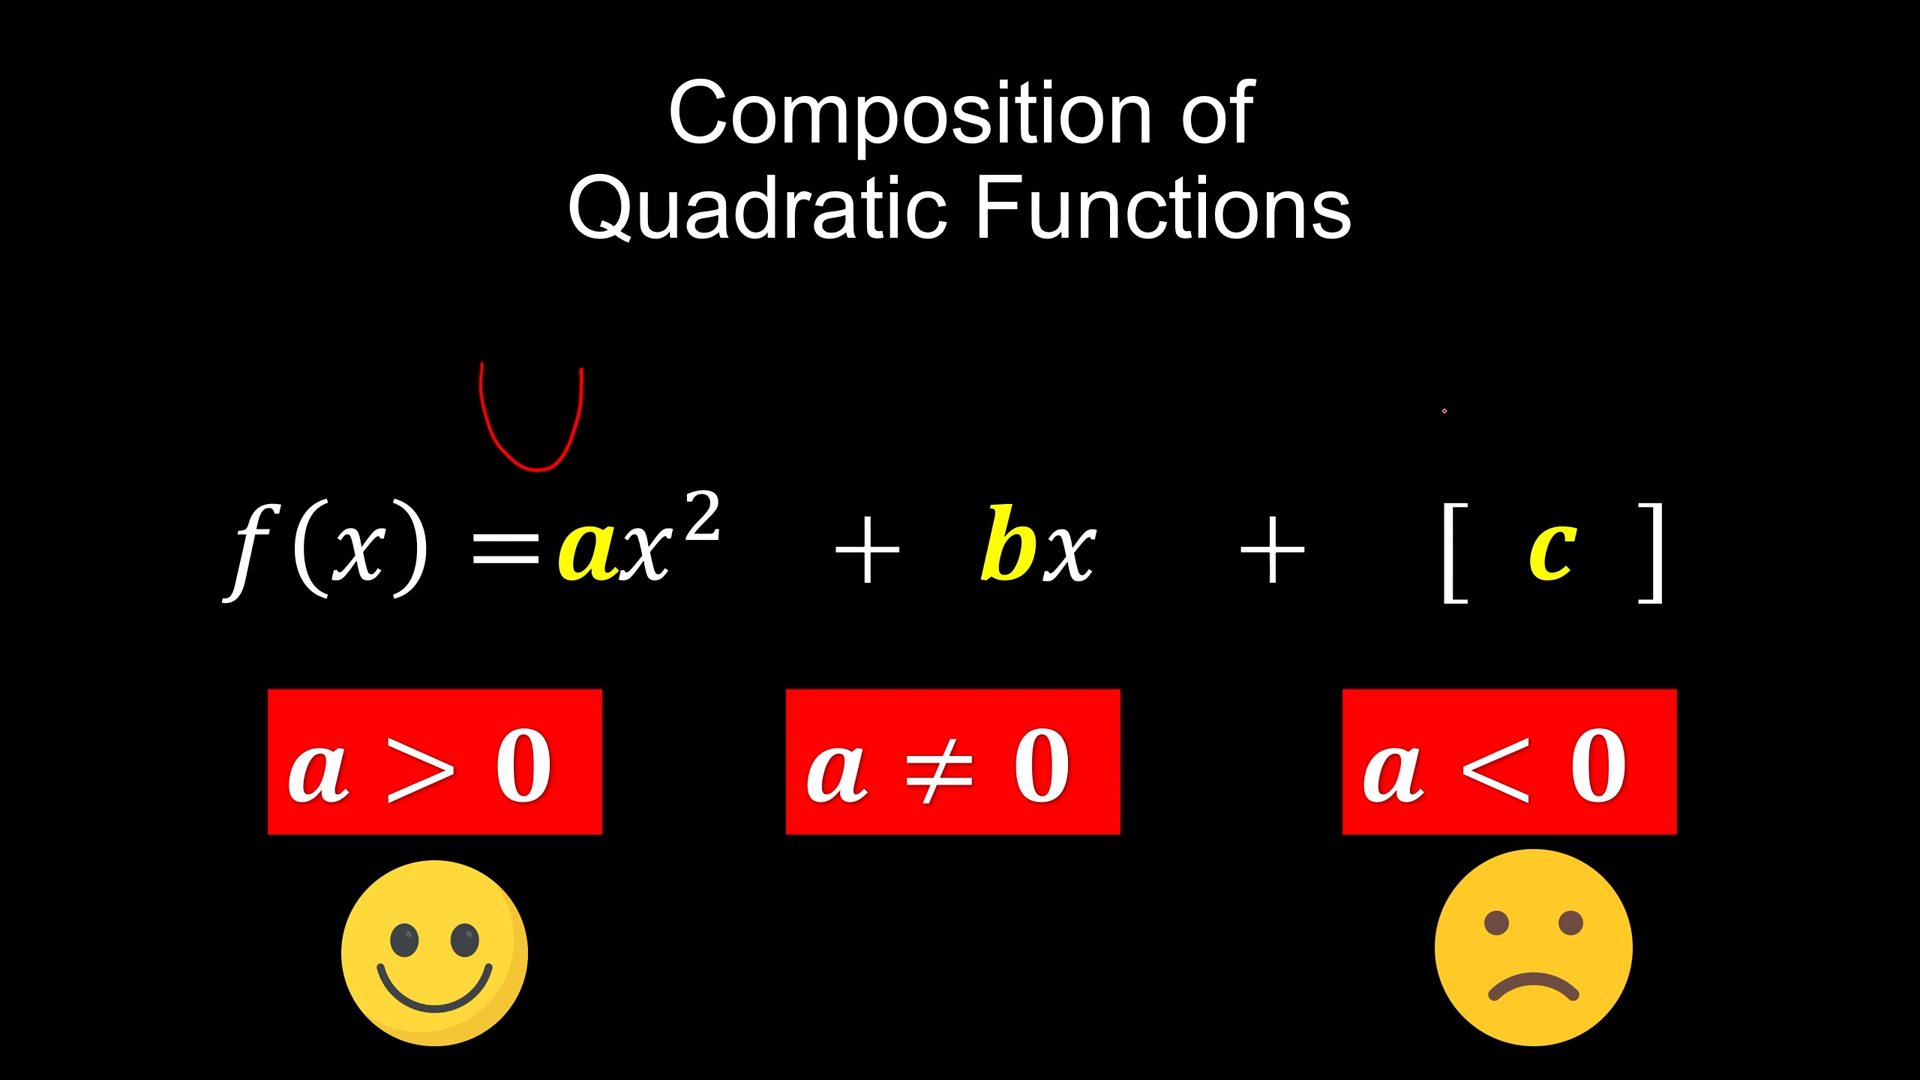 Composition of
Quadratic Functions
f(x) = ax² + bx + [ c ]
a > 0
a ≠ 0
a < 0